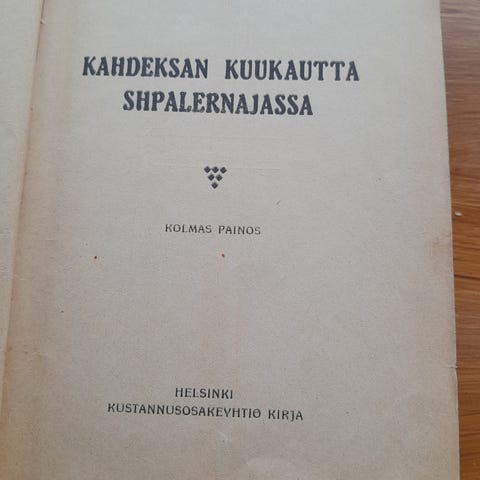 KAHDEKSAN KUUKAUTTA
SHPALERNAJASSA
KOLMAS PAINOS
HELSINKI
KUSTANNUSOSAKEYHTIÖ KIRJA